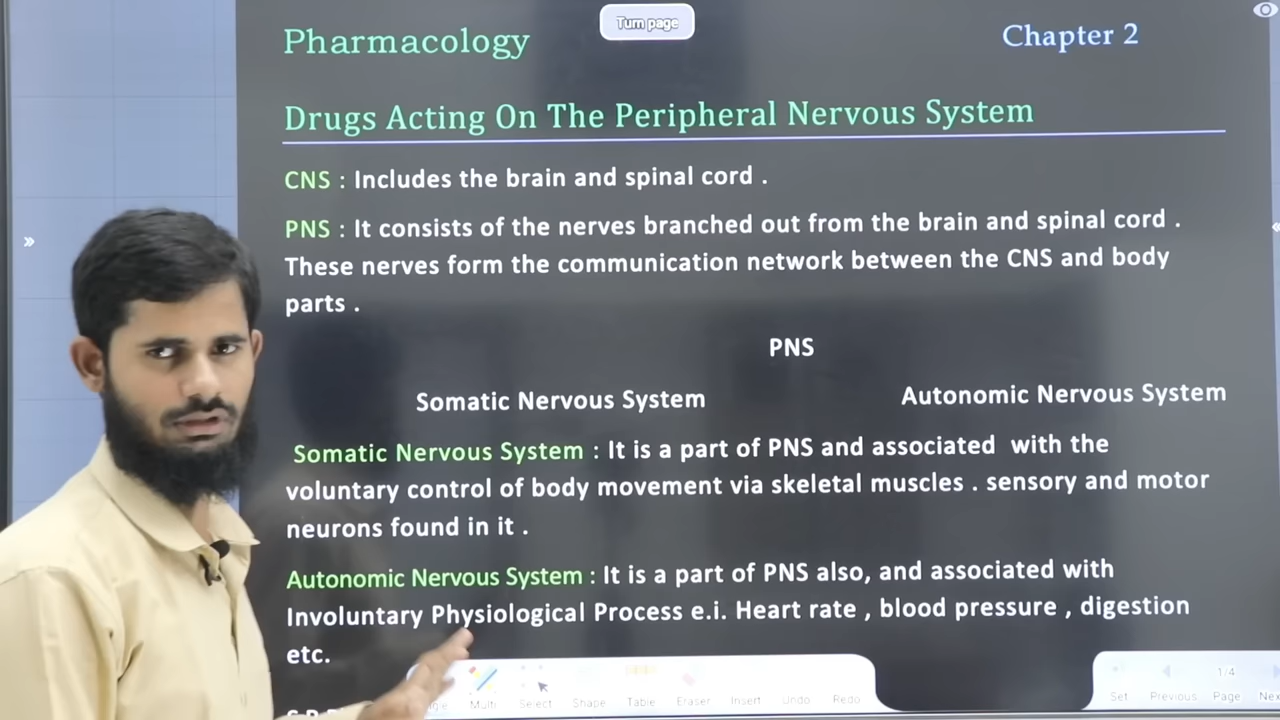 Turn page
Pharmacology
Chapter 2
Drugs Acting On The Peripheral Nervous System
CNS : Includes the brain and spinal cord .
PNS : It consists of the nerves branched out from the brain and spinal cord .
These nerves form the communication network between the CNS and body
parts .
PNS
Somatic Nervous System
Autonomic Nervous System
Somatic Nervous System : It is a part of PNS and associated with the
voluntary control of body movement via skeletal muscles . sensory and motor
neurons found in it .
Autonomic Nervous System : It is a part of PNS also, and associated with
Involuntary Physiological Process e.i. Heart rate , blood pressure , digestion
etc.
Multi Select Shape Table Eraser Insert Undo Redo
1/4
Set Previous Page